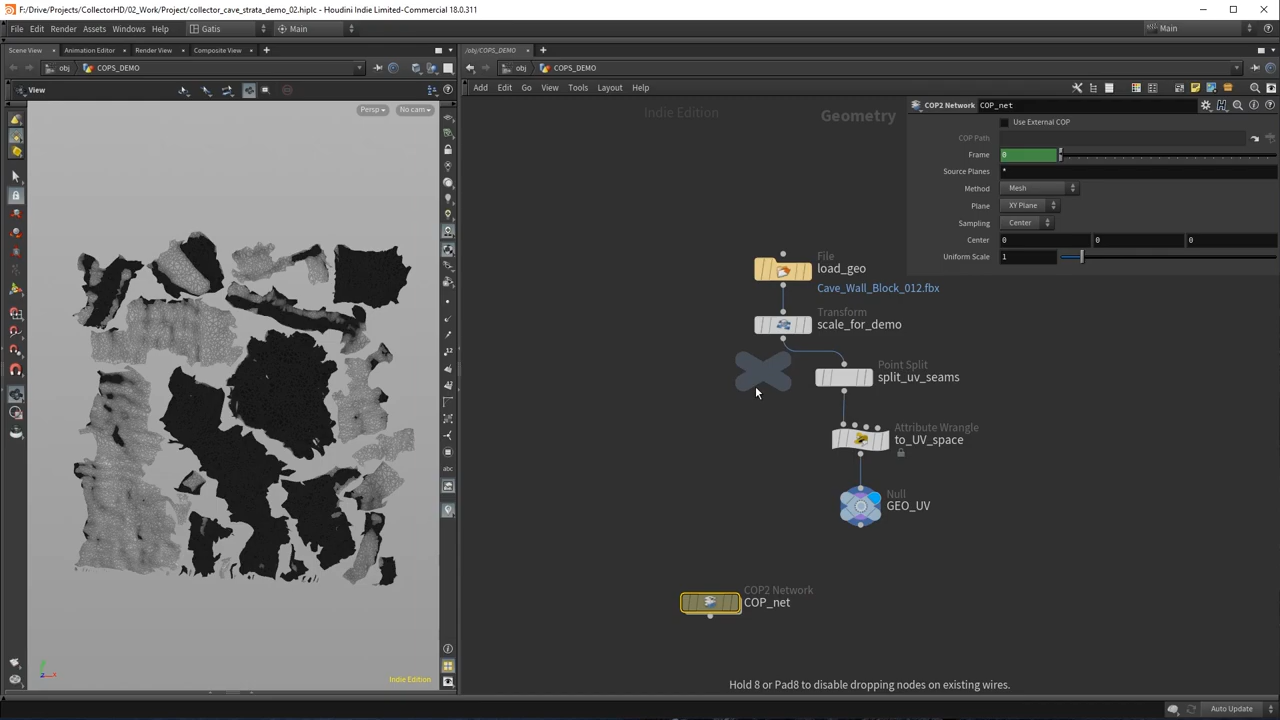 F:/Drive/Projects/CollectorHD/02_Work/Project/collector_cave_strata_demo_02.hiplc - Houdini Indie Limited-Commercial 18.0.311
File Edit Render Assets Windows Help Gatis Main Main
Scene View Animation Editor Render View Composite View
/obj/COPS_DEMO
obj COPS_DEMO
obj COPS_DEMO
View
Add Edit Go View Tools Layout Help
Persp No cam
Indie Edition
Geometry
COP2 Network COP_net
Use External COP
COP Path
Frame 0
Source Planes *
Method Mesh
Plane XY Plane
Sampling Center
Center 0 0 0
Uniform Scale 1
File
load_geo
Cave_Wall_Block_012.fbx
Transform
scale_for_demo
Point Split
split_uv_seams
Attribute Wrangle
to_UV_space
Null
GEO_UV
COP2 Network
COP_net
12
abc
z x
Indie Edition
Hold 8 or Pad8 to disable dropping nodes on existing wires.
Auto Update